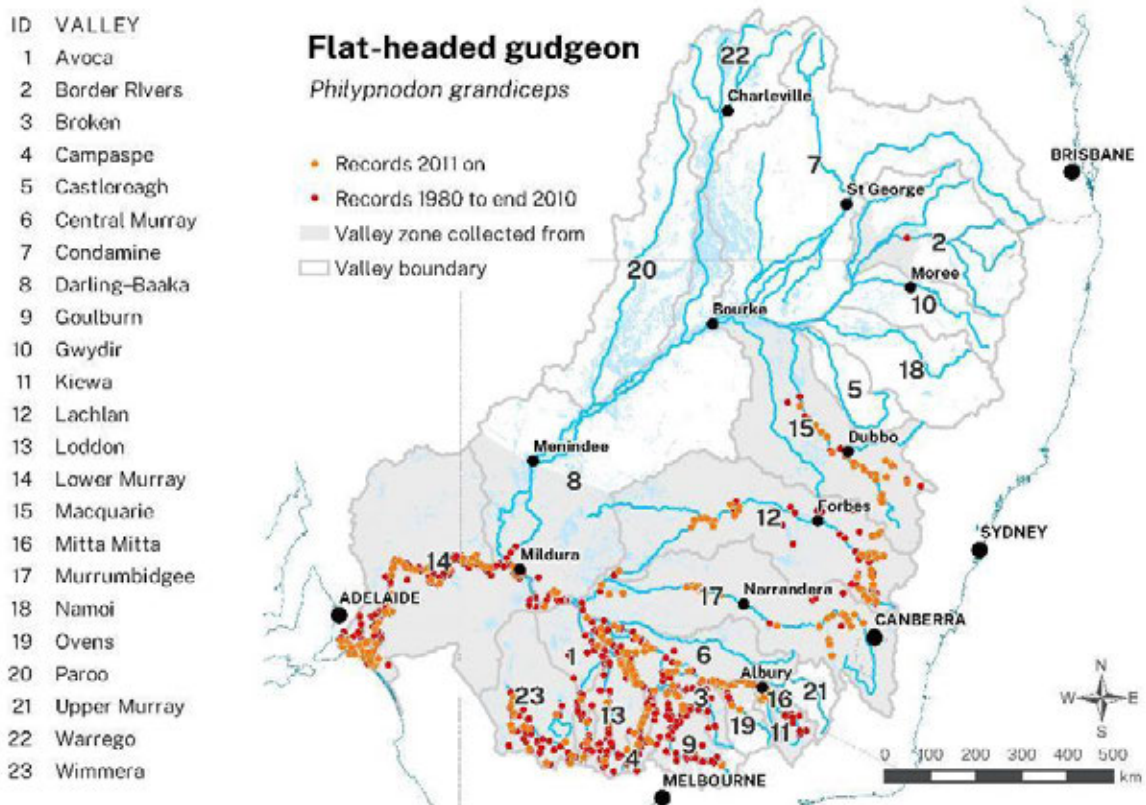 ID VALLEY
1 Avoca
2 Border RIvers
3 Broken
4 Campaspe
5 Castlereagh
6 Central Murray
7 Condamine
8 Darling–Baaka
9 Goulburn
10 Gwydir
11 Kiewa
12 Lachlan
13 Loddon
14 Lower Murray
15 Macquarie
16 Mitta Mitta
17 Murrumbidgee
18 Namoi
19 Ovens
20 Paroo
21 Upper Murray
22 Warrego
23 Wimmera
Flat-headed gudgeon
Philypnodon grandiceps
Records 2011 on
Records 1980 to end 2010
Valley zone collected from
Valley boundary
22
Charleville
BRISBANE
7
St George
2
20
Moree
10
Bourke
18
5
15
Dubbo
Menindee
8
12
Forbes
SYDNEY
14
Mildura
ADELAIDE
17
Narrandera
CANBERRA
1
6
Albury
23
3
16
21
13
19
11
9
4
MELBOURNE
N
W E
S
0 100 200 300 400 500
km